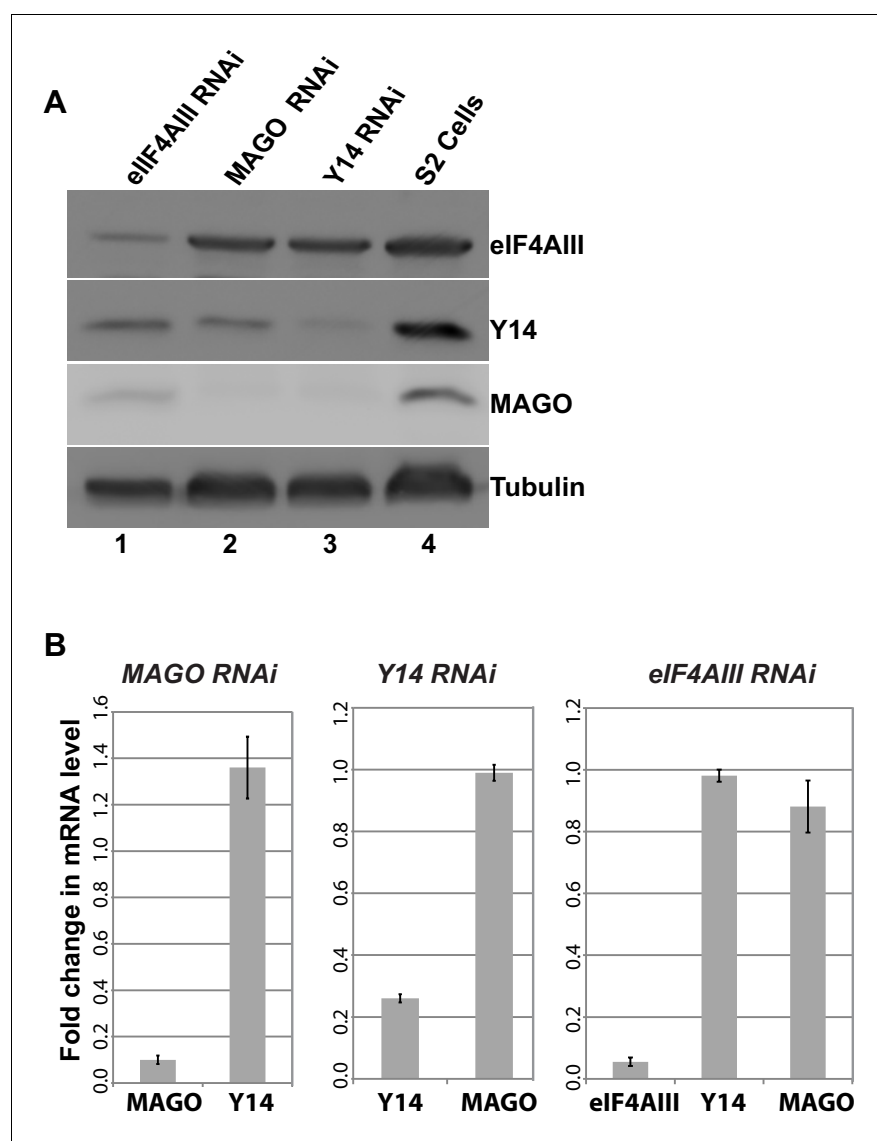 A
eIIF4AIII RNAi
MAGO RNAi
Y14 RNAi
S2 Cells
eIF4AIII
Y14
MAGO
Tubulin
1 2 3 4
B
MAGO RNAi Y14 RNAi eIF4AIII RNAi
Fold change in mRNA level
1.6
1.4
1.2
1.0
0.8
0.6
0.4
0.2
0.0
MAGO Y14
1.2
1.0
0.8
0.6
0.4
0.2
0.0
Y14 MAGO
1.2
1.0
0.8
0.6
0.4
0.2
0.0
eIF4AIII Y14 MAGO